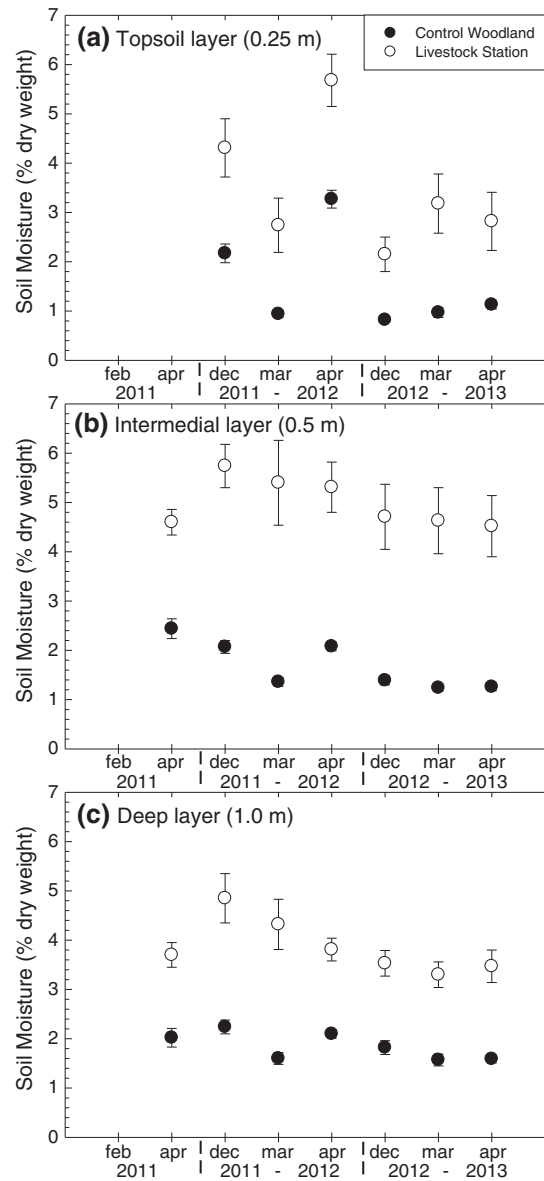 (a) Topsoil layer (0.25 m)
Control Woodland
Livestock Station
Soil Moisture (% dry weight)
7
6
5
4
3
2
1
0
feb apr dec mar apr dec mar apr
2011 2011 - 2012 2012 - 2013
(b) Intermedial layer (0.5 m)
Soil Moisture (% dry weight)
7
6
5
4
3
2
1
0
feb apr dec mar apr dec mar apr
2011 2011 - 2012 2012 - 2013
(c) Deep layer (1.0 m)
Soil Moisture (% dry weight)
7
6
5
4
3
2
1
0
feb apr dec mar apr dec mar apr
2011 2011 - 2012 2012 - 2013